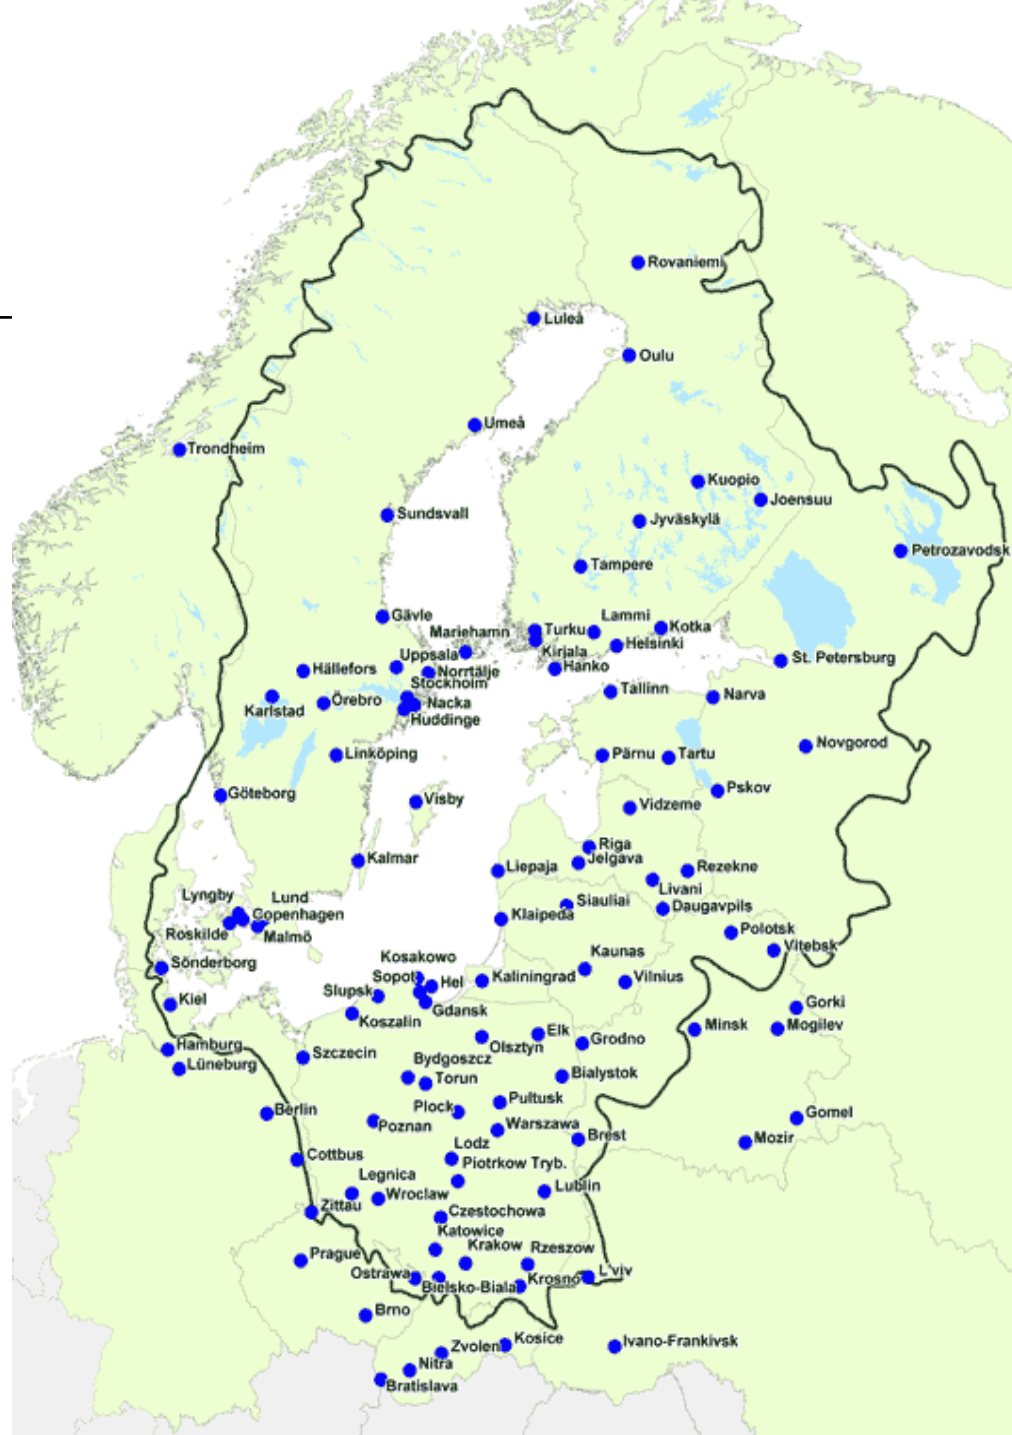 Rovaniemi
Luleå
Oulu
Umeå
Trondheim
Kuopio
Joensuu
Sundsvall
Jyväskylä
Petrozavodsk
Tampere
Gävle
Lammi
Mariehamn
Turku
Kotka
Kirjala
Helsinki
Uppsala
Hanko
St. Petersburg
Hällefors
Norrtälje
Stockholm
Tallinn
Narva
Örebro
Nacka
Karlstad
Huddinge
Novgorod
Linköping
Pärnu
Tartu
Göteborg
Visby
Pskov
Vidzeme
Riga
Kalmar
Jelgava
Liepaja
Rezekne
Livani
Lyngby
Lund
Siauliai
Daugavpils
Copenhagen
Klaipeda
Roskilde
Malmö
Polotsk
Vitebsk
Kosakowo
Kaunas
Sönderborg
Sopot
Hel
Kaliningrad
Vilnius
Slupsk
Kiel
Gdansk
Gorki
Koszalin
Minsk
Mogilev
Elk
Grodno
Hamburg
Olsztyn
Szczecin
Bydgoszcz
Lüneburg
Torun
Bialystok
Pultusk
Plock
Berlin
Gomel
Poznan
Warszawa
Brest
Mozir
Lodz
Cottbus
Piotrkow Tryb.
Legnica
Lublin
Wroclaw
Zittau
Czestochowa
Katowice
Krakow
Rzeszow
Prague
Ostrawa
L'viv
Krosno
Bielsko-Biala
Brno
Kosice
Ivano-Frankivsk
Zvolen
Nitra
Bratislava